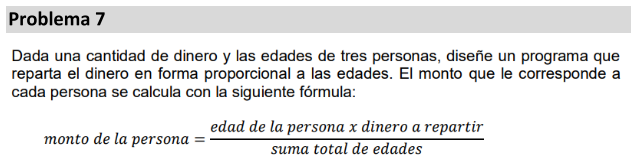 Problema 7
Dada una cantidad de dinero y las edades de tres personas, diseñe un programa que
reparta el dinero en forma proporcional a las edades. El monto que le corresponde a
cada persona se calcula con la siguiente fórmula:
edad de la persona x dinero a repartir
monto de la persona =
suma total de edades